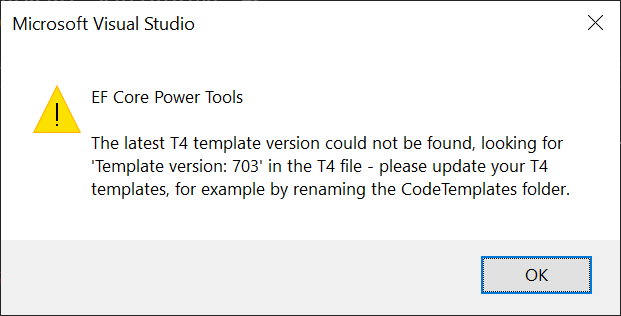 Microsoft Visual Studio
EF Core Power Tools
The latest T4 template version could not be found, looking for
'Template version: 703' in the T4 file - please update your T4
templates, for example by renaming the CodeTemplates folder.
OK